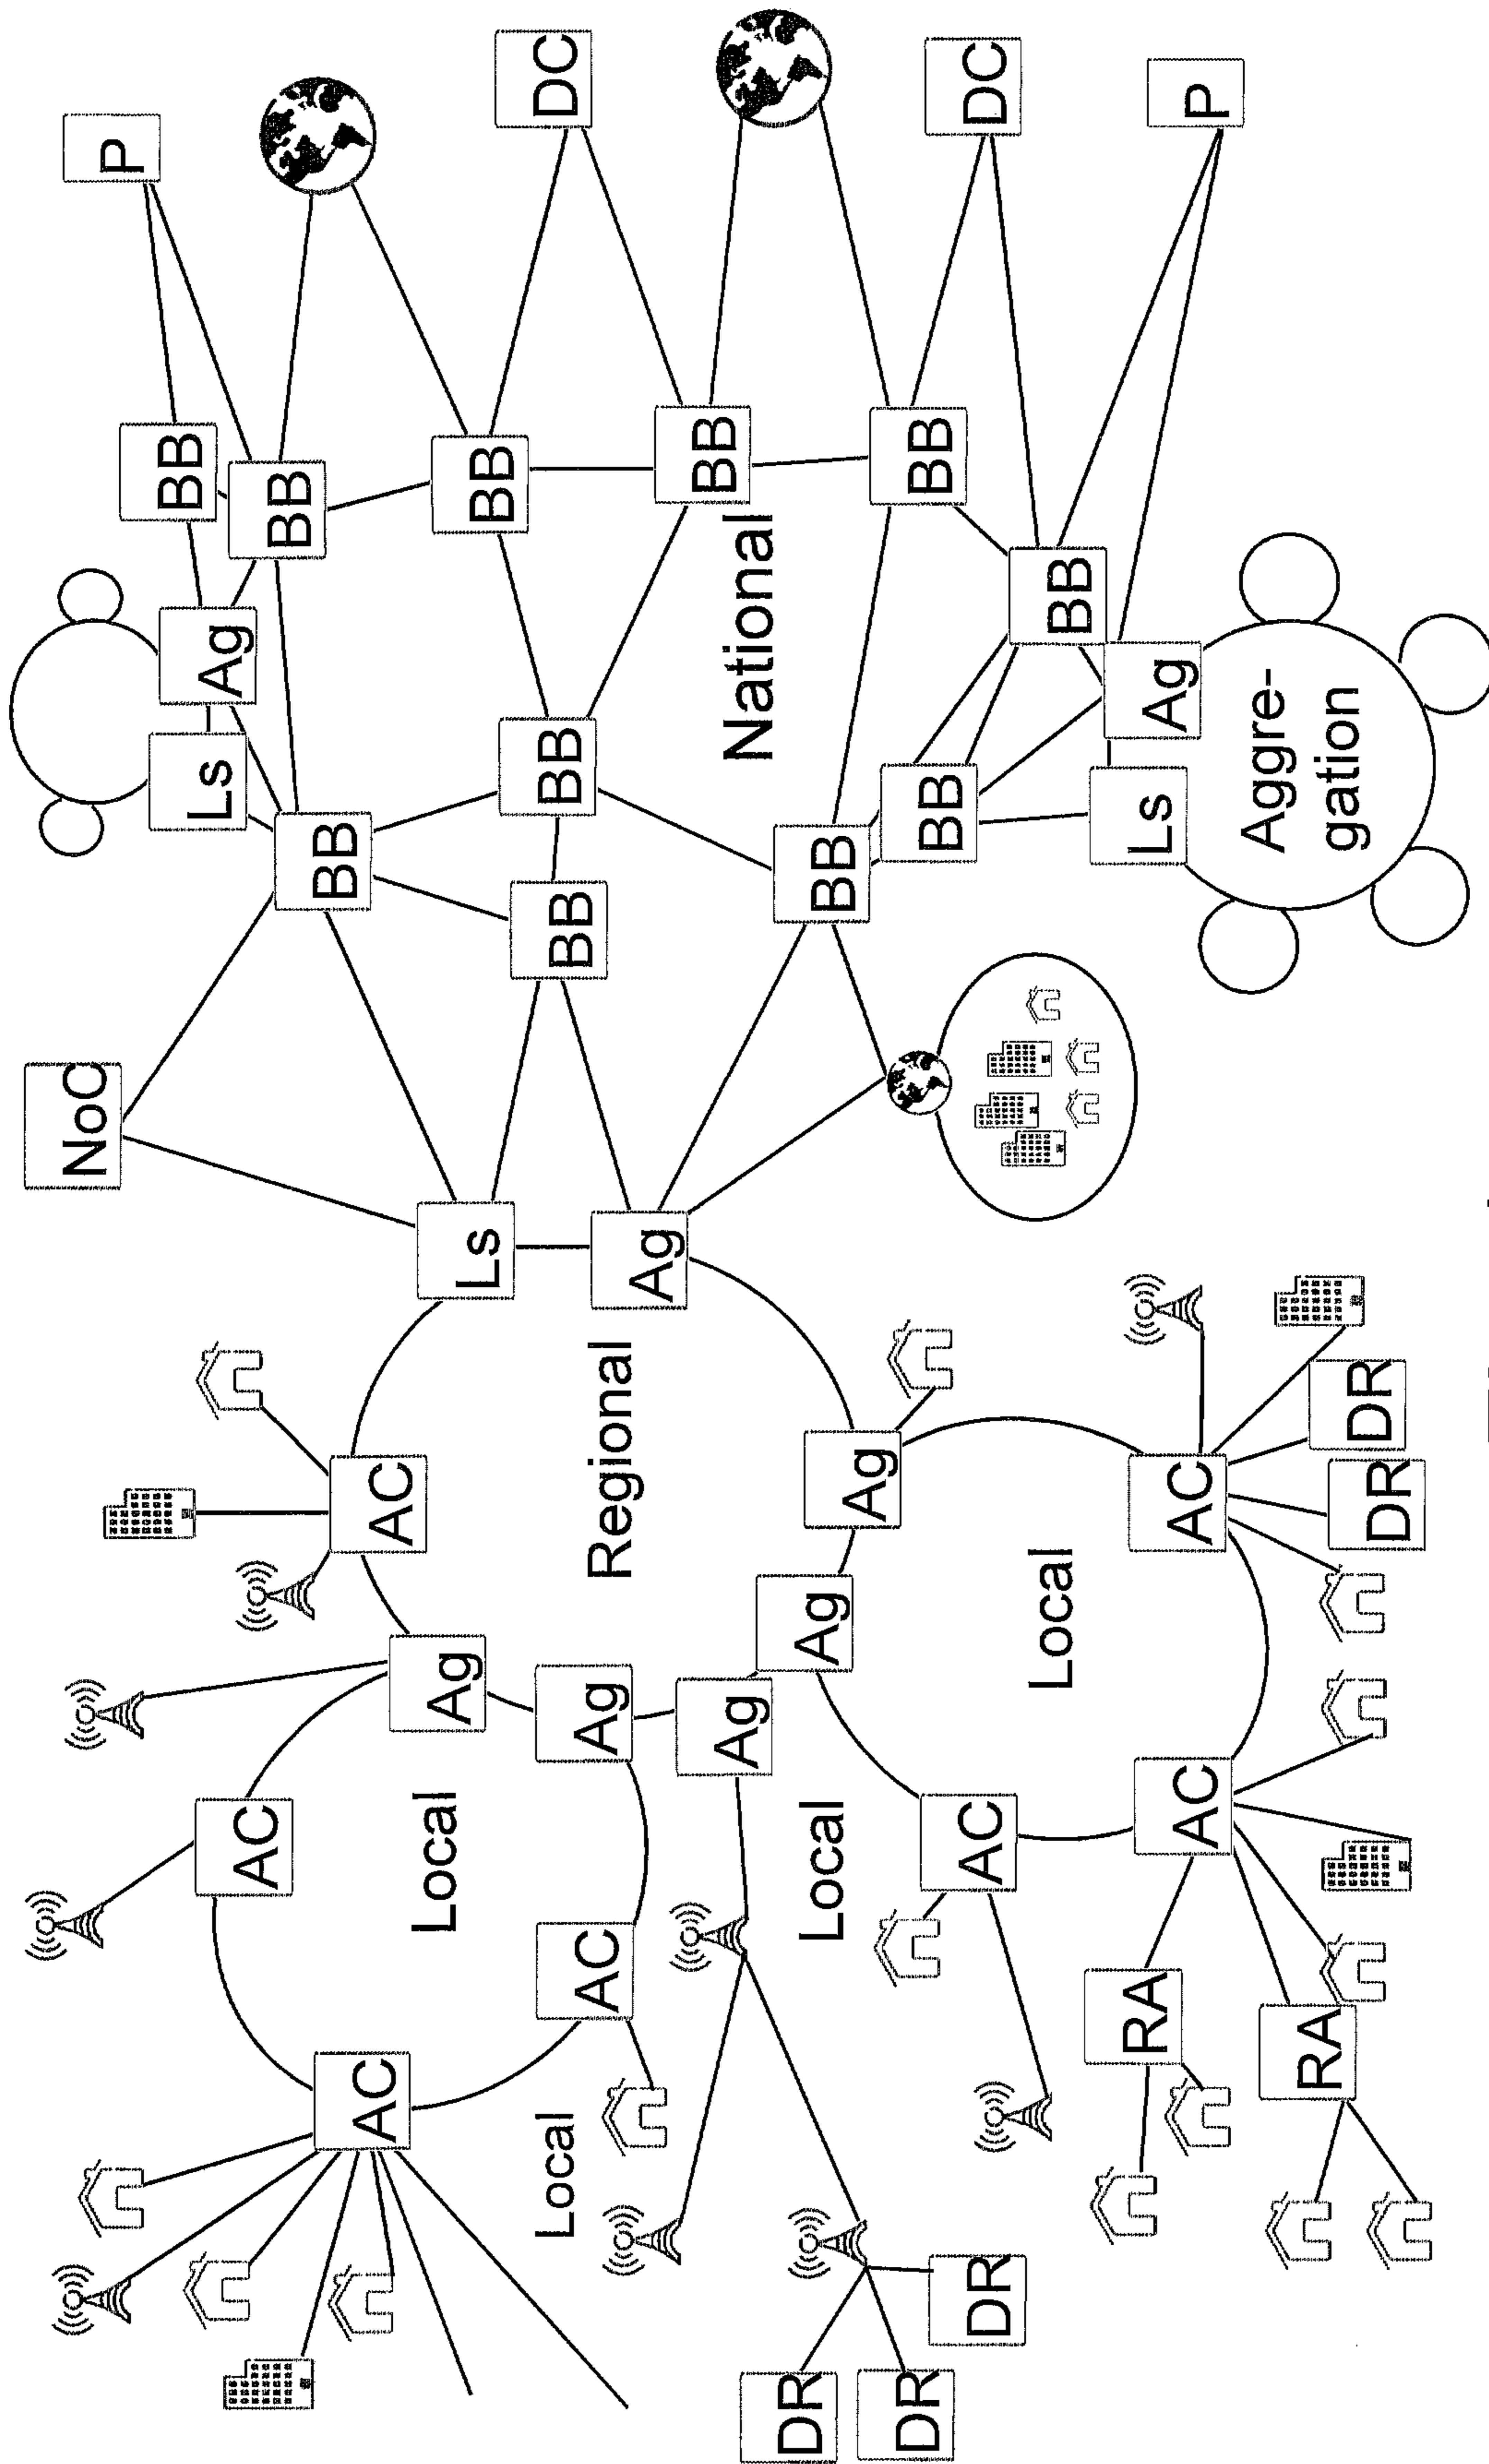 NoC
P
BB
Ls
Ag
AC
BB
BB
AC
AC
Local
Ag
Ls
BB
Local
DC
BB
BB
AC
Ag
Regional
Ag
BB
Ag
National
DR
Local
Ag
BB
Ag
DR
BB
BB
DR
AC
DC
Local
BB
RA
Ls
Ag
AC
AC
P
Aggre-
gation
RA
DR
DR